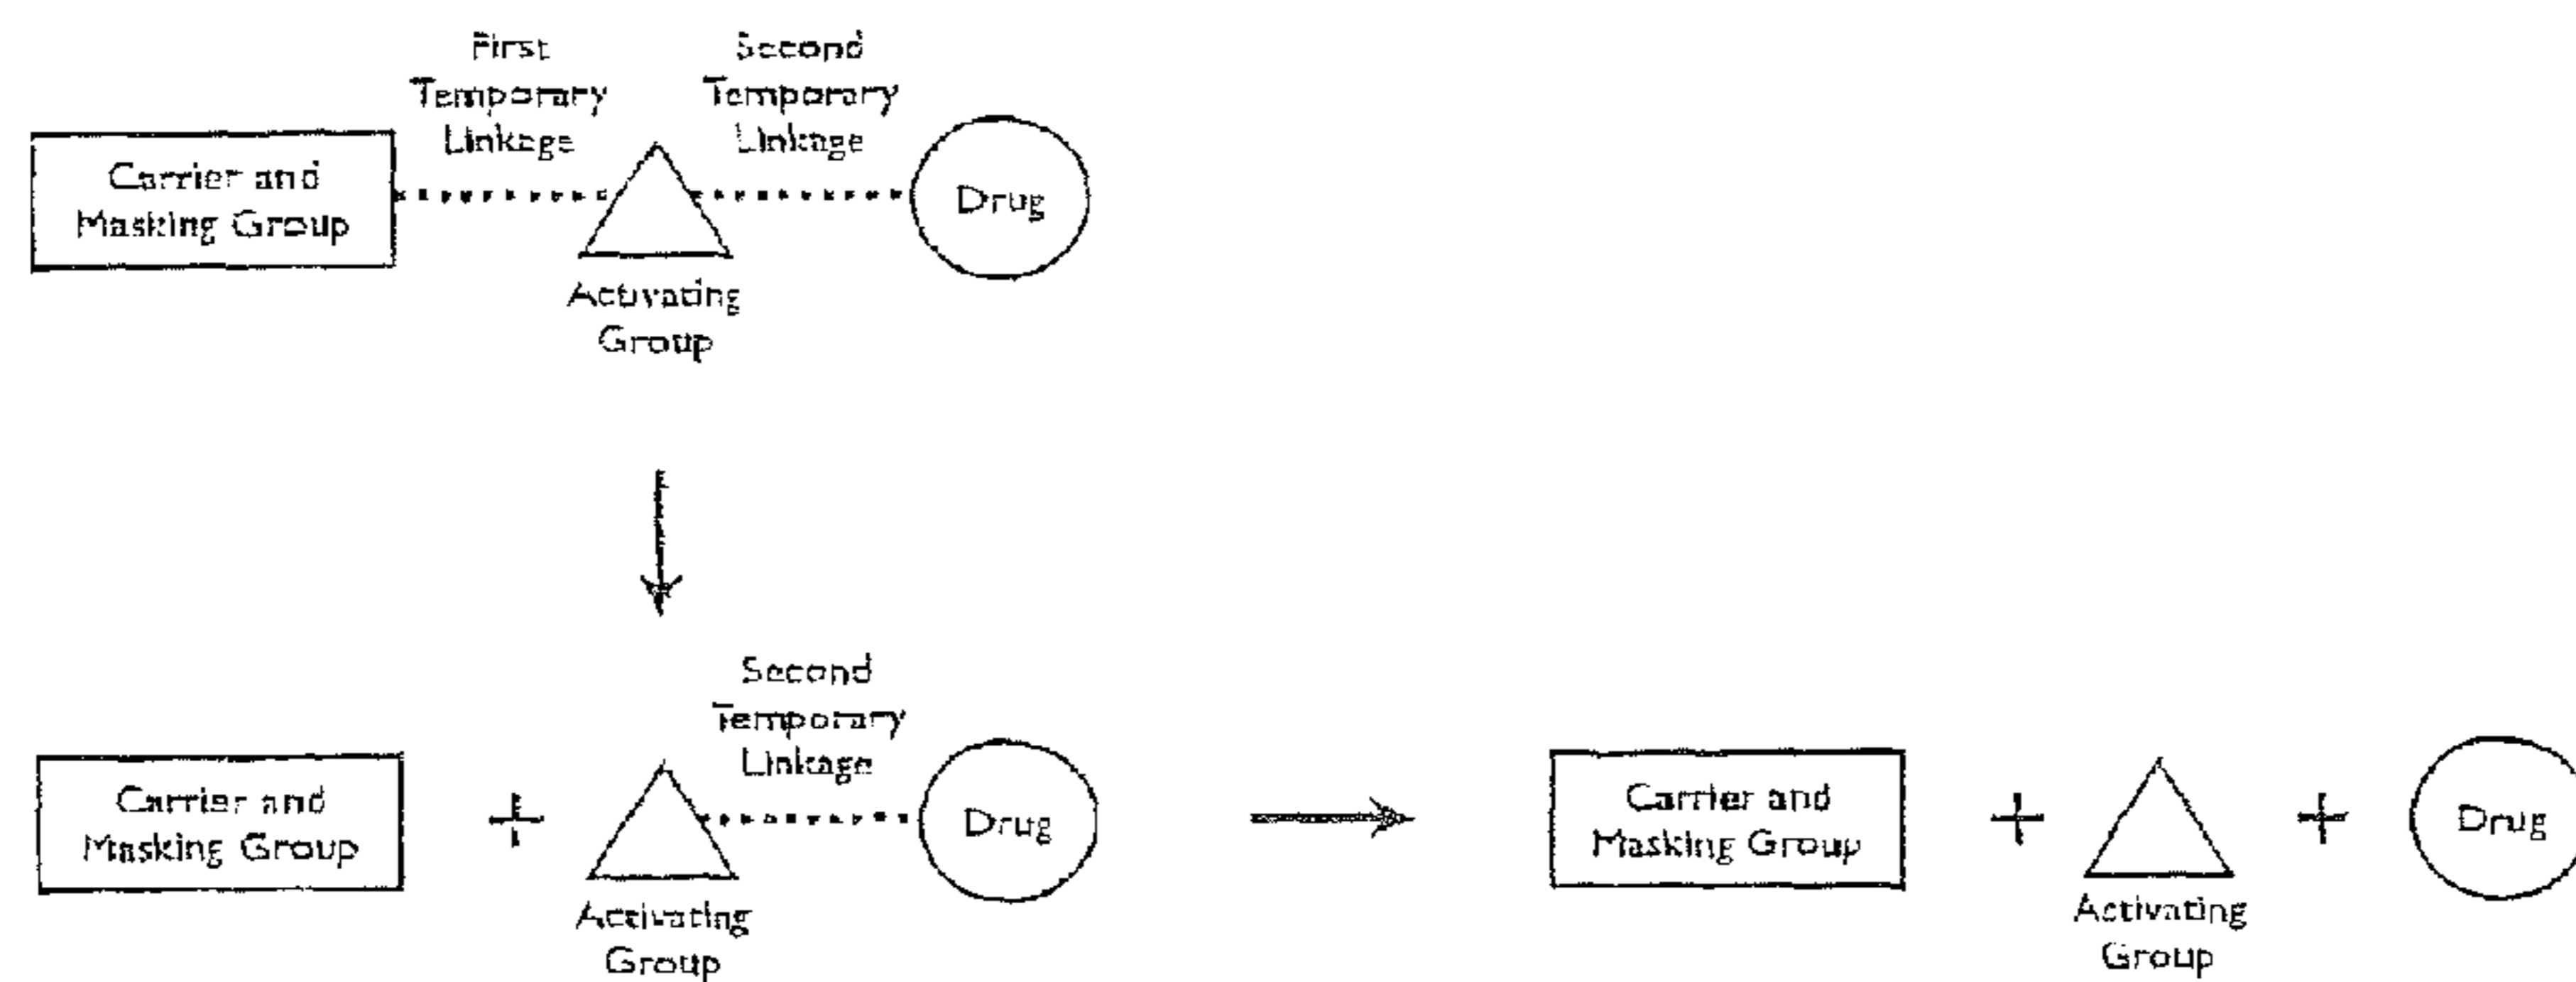 First
Temporary
Linkage
Second
Temporary
Linkage
Carrier and
Masking Group
Drug
Activating
Group
Second
Temporary
Linkage
Carrier and
Masking Group
+
Drug
Activating
Group
Carrier and
Masking Group
+
+
Drug
Activating
Group